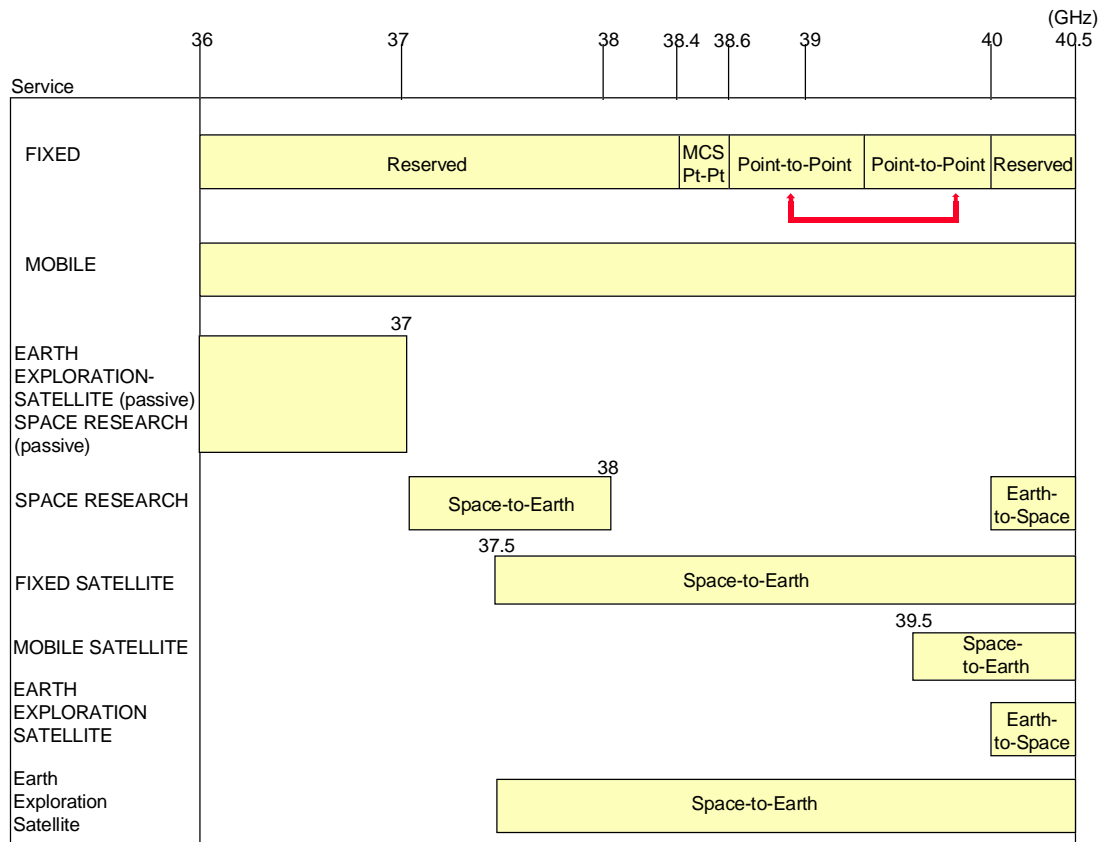 (GHz)
36 37 38 38.4 38.6 39 40 40.5
Service
FIXED
Reserved
MCS
Pt-Pt
Point-to-Point
Point-to-Point
Reserved
MOBILE
37
EARTH
EXPLORATION-
SATELLITE (passive)
SPACE RESEARCH
(passive)
38
SPACE RESEARCH
Space-to-Earth
Earth-
to-Space
37.5
FIXED SATELLITE
Space-to-Earth
39.5
MOBILE SATELLITE
Space-
to-Earth
EARTH
EXPLORATION
SATELLITE
Earth-
to-Space
Earth
Exploration
Satellite
Space-to-Earth